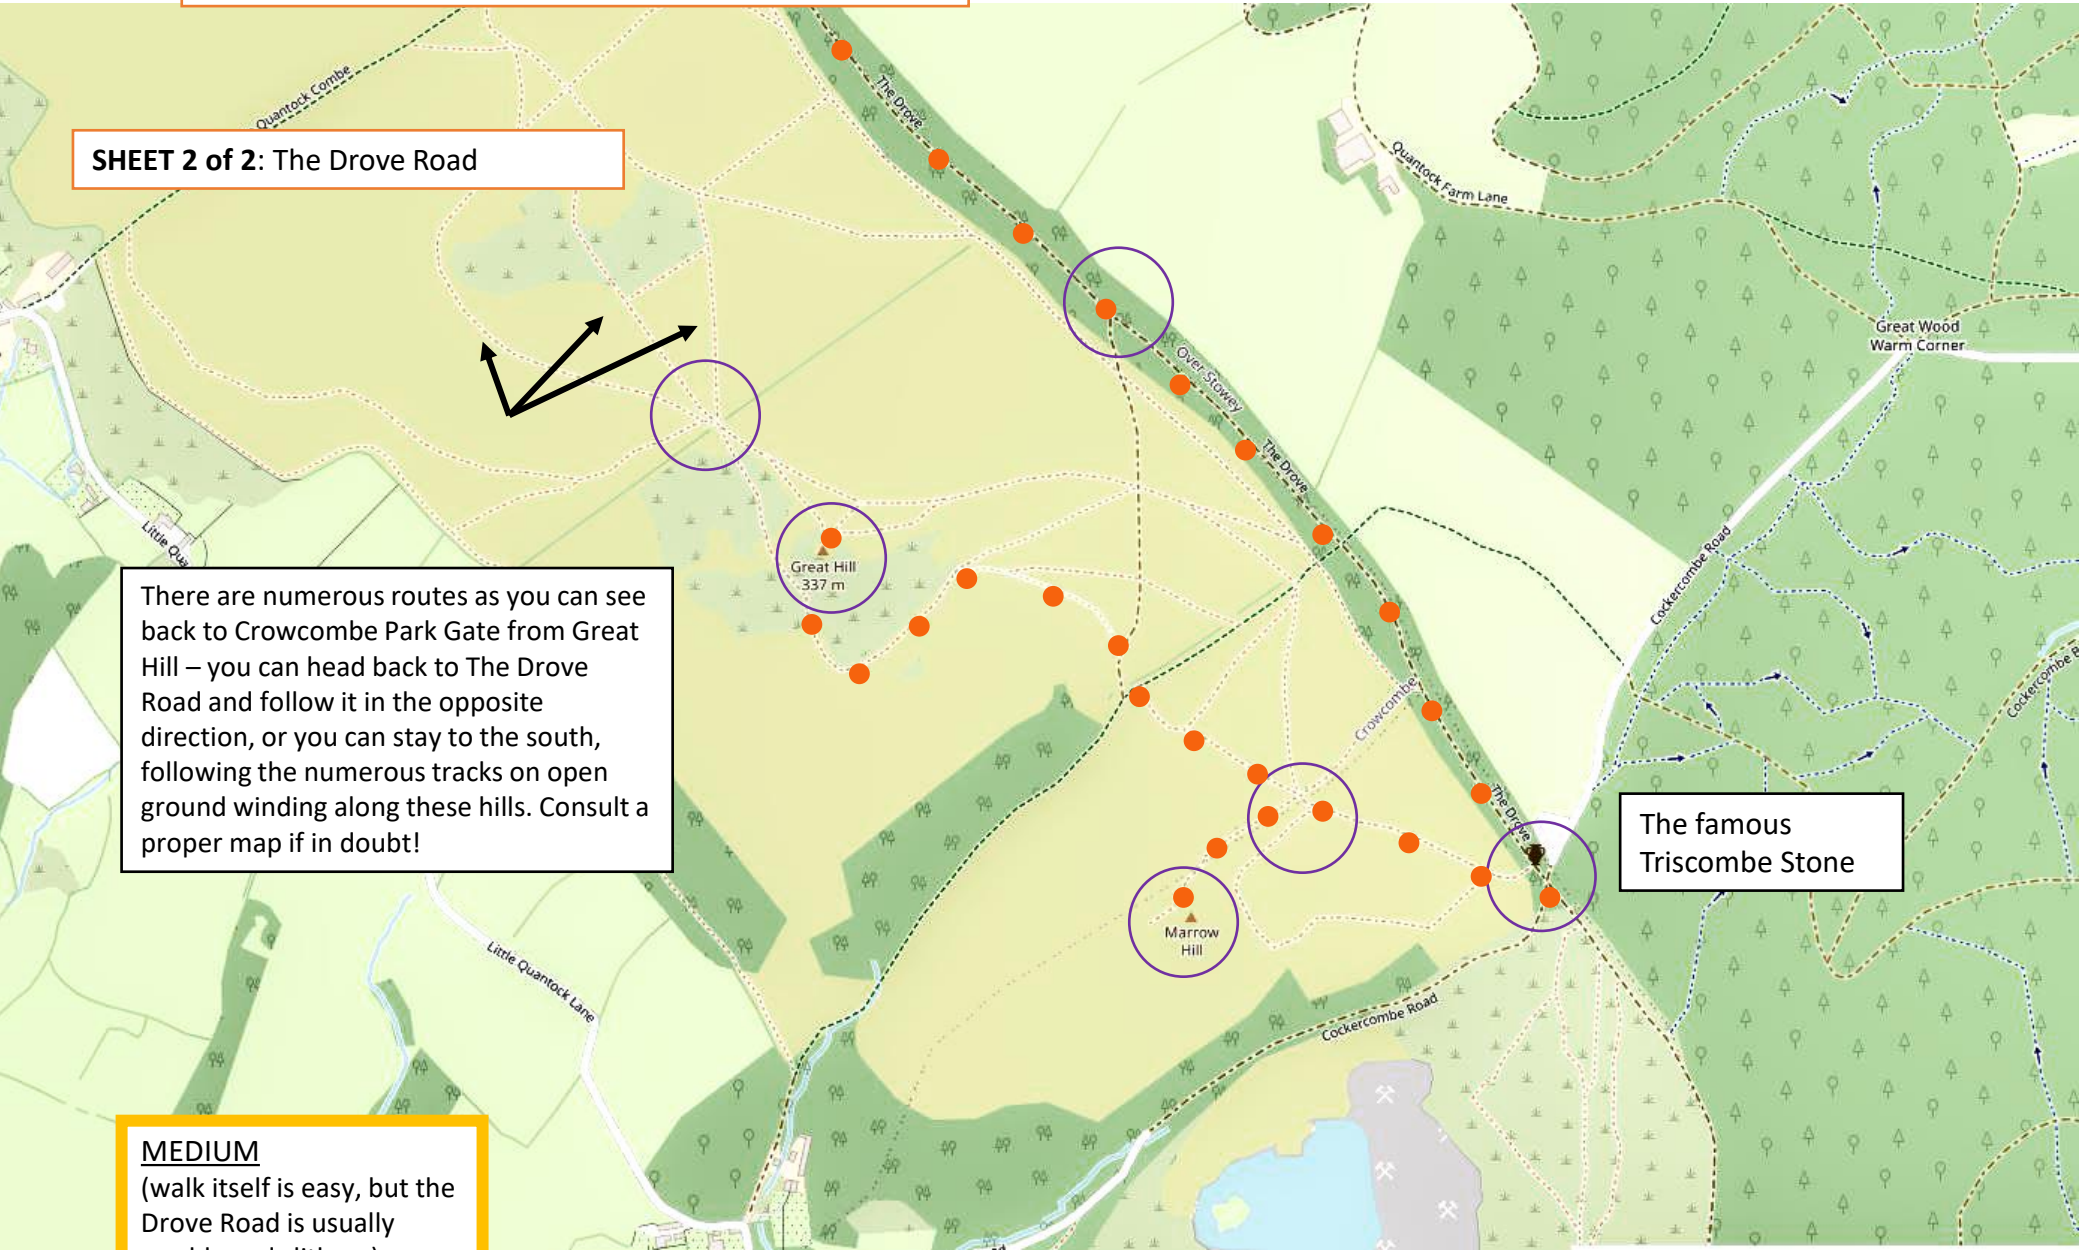 Quantock Combe
The Drove
SHEET 2 of 2: The Drove Road
Quantock Farm Lane
Great Wood
Warm Corner
Over Stowey
The Drove
Little Qua
Great Hill
337 m
Cockercombe Road
There are numerous routes as you can see
back to Crowcombe Park Gate from Great
Hill – you can head back to The Drove
Road and follow it in the opposite
direction, or you can stay to the south,
following the numerous tracks on open
ground winding along these hills. Consult a
proper map if in doubt!
Cockercombe B
Crowcombe
The Drove
The famous
Triscombe Stone
Marrow
Hill
Little Quantock Lane
Cockercombe Road
MEDIUM
(walk itself is easy, but the
Drove Road is usually